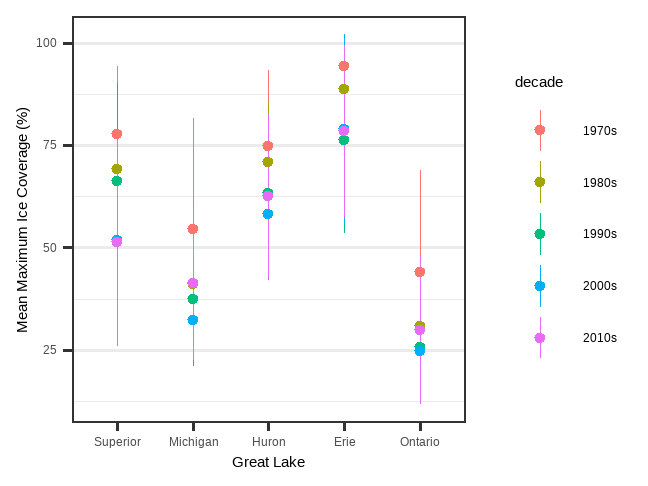 Mean Maximum Ice Coverage (%)
100
75
50
25
Superior
Michigan
Huron
Erie
Ontario
Great Lake
decade
1970s
1980s
1990s
2000s
2010s